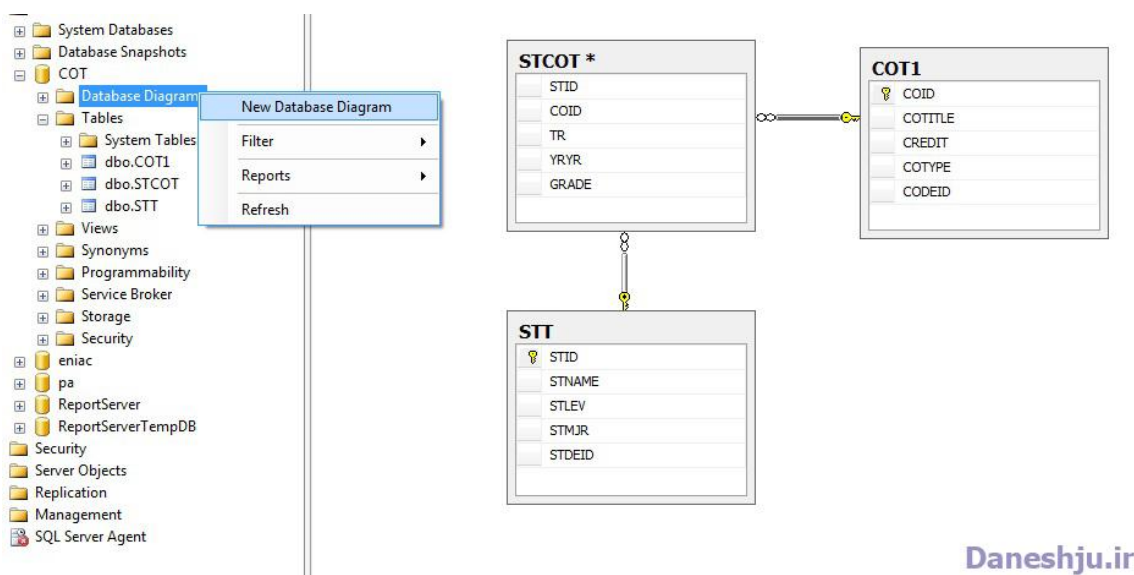 System Databases
Database Snapshots
COT
Database Diagram
New Database Diagram
Filter
Reports
Refresh
Tables
System Tables
dbo.COT1
dbo.STCOT
dbo.STT
Views
Synonyms
Programmability
Service Broker
Storage
Security
eniac
pa
ReportServer
ReportServerTempDB
Security
Server Objects
Replication
Management
SQL Server Agent
STCOT *
STID
COID
TR
YRYR
GRADE
COT1
COID
COTITLE
CREDIT
COTYPE
CODEID
STT
STID
STNAME
STLEV
STMJR
STDEID
Daneshju.ir